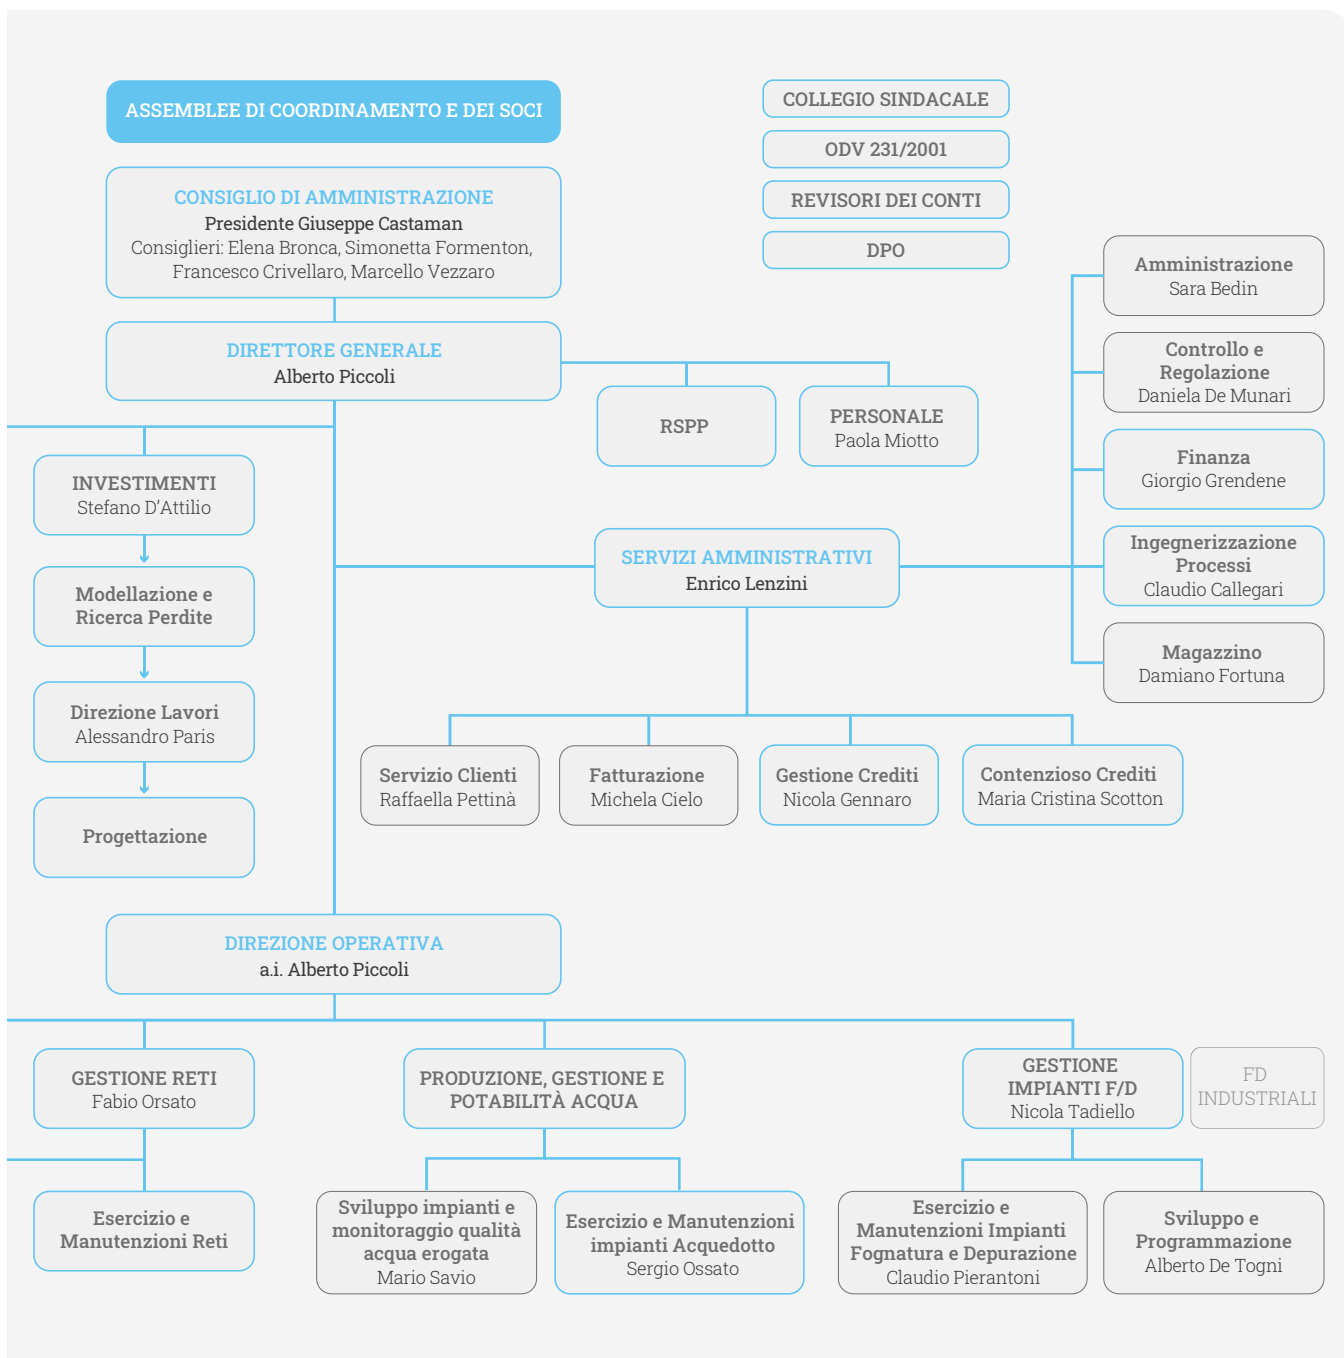 ASSEMBLEE DI COORDINAMENTO E DEI SOCI
COLLEGIO SINDACALE
ODV 231/2001
REVISORI DEI CONTI
DPO
CONSIGLIO DI AMMINISTRAZIONE
Presidente Giuseppe Castaman
Consiglieri: Elena Bronca, Simonetta Formenton,
Francesco Crivellaro, Marcello Vezzaro
DIRETTORE GENERALE
Alberto Piccoli
RSPP
PERSONALE
Paola Miotto
Amministrazione
Sara Bedin
Controllo e
Regolazione
Daniela De Munari
Finanza
Giorgio Grendene
Ingegnerizzazione
Processi
Claudio Callegari
Magazzino
Damiano Fortuna
INVESTIMENTI
Stefano D'Attilio
Modellazione e
Ricerca Perdite
Direzione Lavori
Alessandro Paris
Progettazione
SERVIZI AMMINISTRATIVI
Enrico Lenzini
Servizio Clienti
Raffaella Pettinà
Fatturazione
Michela Cielo
Gestione Crediti
Nicola Gennaro
Contenzioso Crediti
Maria Cristina Scotton
DIREZIONE OPERATIVA
a.i. Alberto Piccoli
GESTIONE RETI
Fabio Orsato
PRODUZIONE, GESTIONE E
POTABILITÀ ACQUA
GESTIONE
IMPIANTI F/D
Nicola Tadiello
FD
INDUSTRIALI
Esercizio e
Manutenzioni Reti
Sviluppo impianti e
monitoraggio qualità
acqua erogata
Mario Savio
Esercizio e Manutenzioni
impianti Acquedotto
Sergio Ossato
Esercizio e
Manutenzioni Impianti
Fognatura e Depurazione
Claudio Pierantoni
Sviluppo e
Programmazione
Alberto De Togni